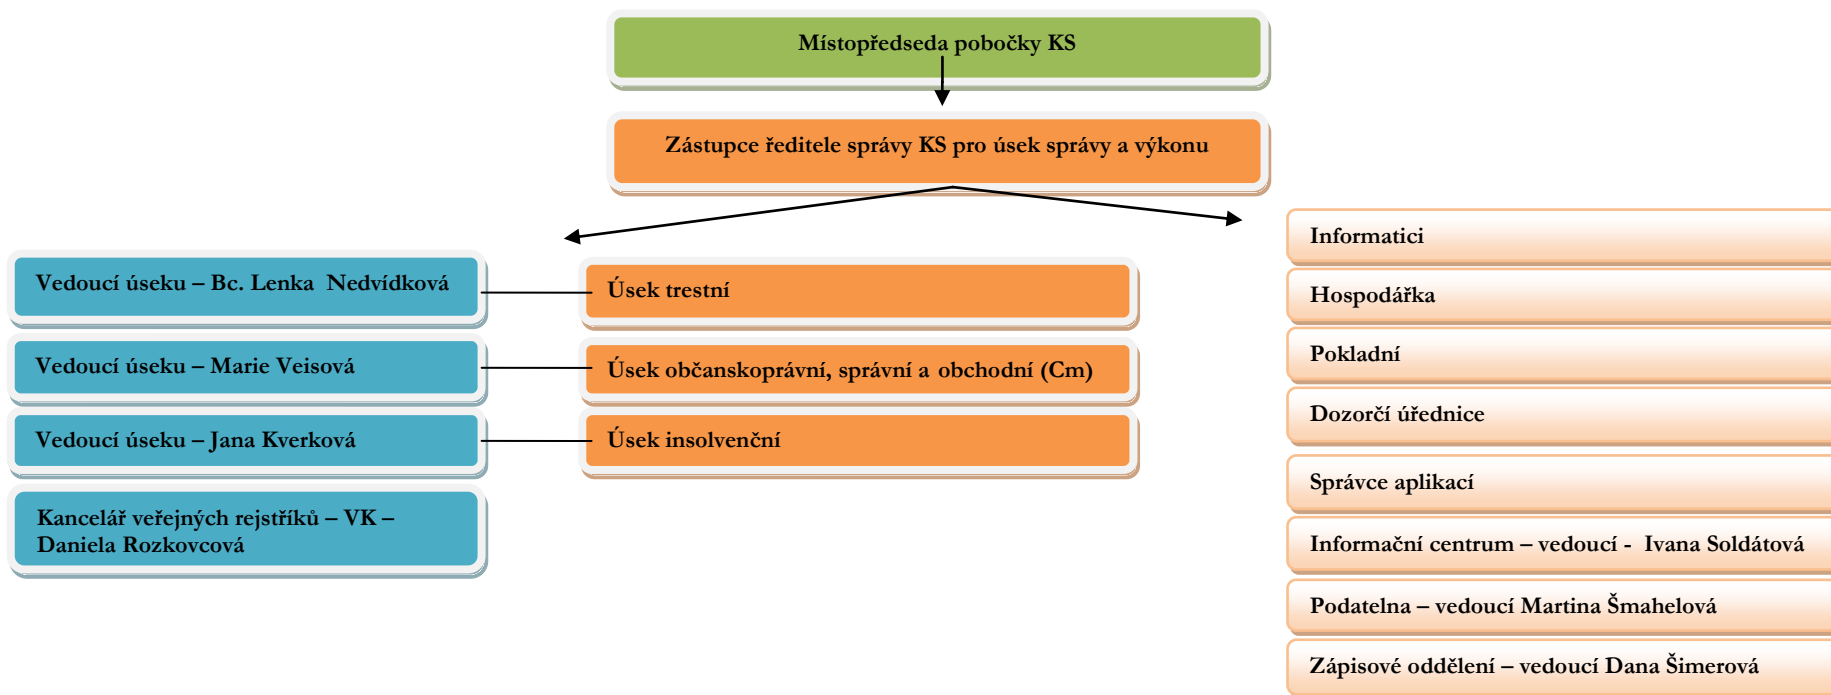 Místopředseda pobočky KS
Zástupce ředitele správy KS pro úsek správy a výkonu
Vedoucí úseku – Bc. Lenka  Nedvídková
Úsek trestní
Vedoucí úseku – Marie Veisová
Úsek občanskoprávní, správní a obchodní (Cm)
Vedoucí úseku – Jana Kverková
Úsek insolvenční
Kancelář veřejných rejstříků – VK –
Daniela Rozkovcová
Informatici
Hospodářka
Pokladní
Dozorčí úřednice
Správce aplikací
Informační centrum – vedoucí -  Ivana Soldátová
Podatelna – vedoucí Martina Šmahelová
Zápisové oddělení – vedoucí Dana Šimerová